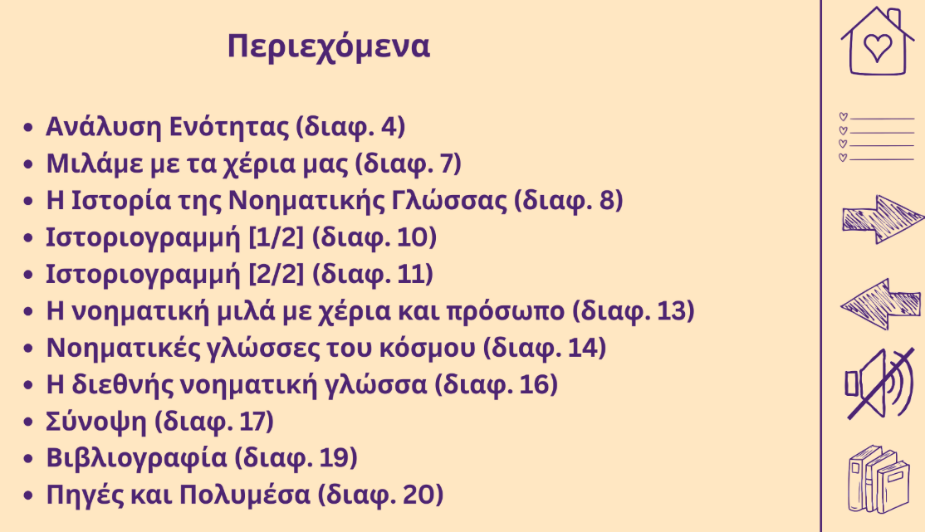 Περιεχόμενα
• Ανάλυση Ενότητας (διαφ. 4)
• Μιλάμε με τα χέρια μας (διαφ. 7)
• Η Ιστορία της Νοηματικής Γλώσσας (διαφ. 8)
• Ιστοριογραμμή [1/2] (διαφ. 10)
• Ιστοριογραμμή [2/2] (διαφ. 11)
• Η νοηματική μιλά με χέρια και πρόσωπο (διαφ. 13)
• Νοηματικές γλώσσες του κόσμου (διαφ. 14)
• Η διεθνής νοηματική γλώσσα (διαφ. 16)
• Σύνοψη (διαφ. 17)
• Βιβλιογραφία (διαφ. 19)
• Πηγές και Πολυμέσα (διαφ. 20)